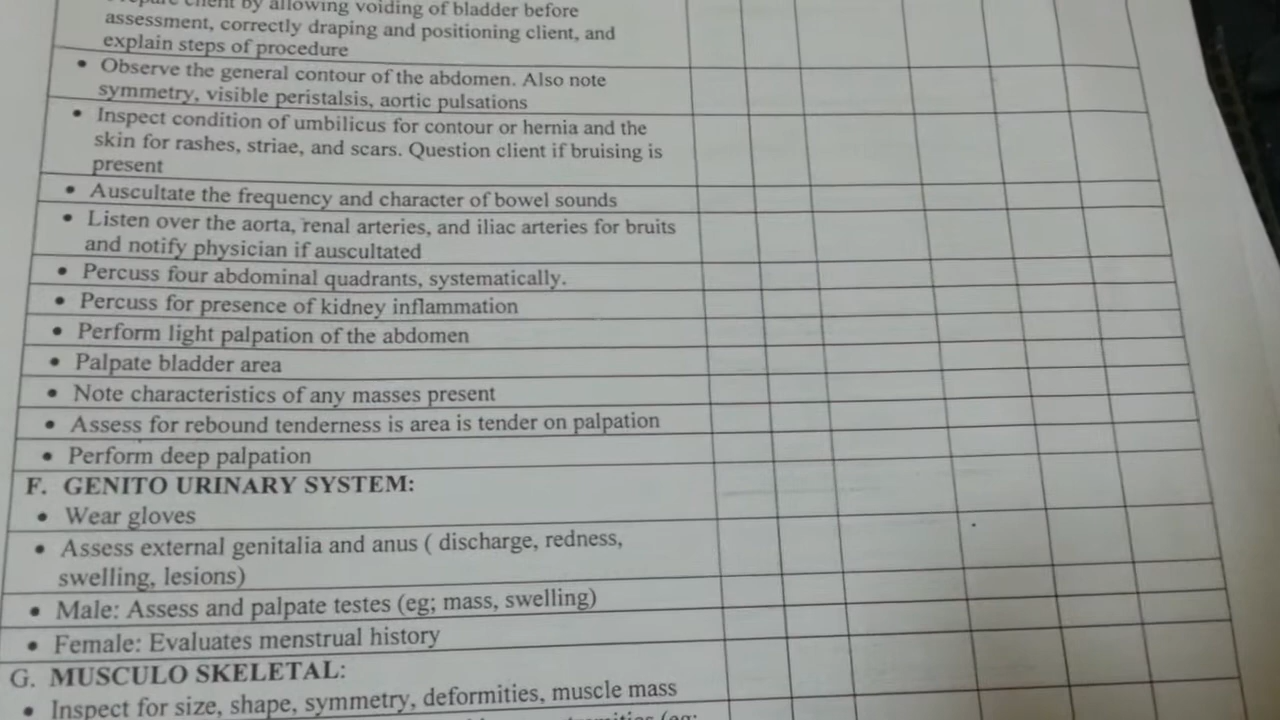 client by allowing voiding of bladder before
assessment, correctly draping and positioning client, and
explain steps of procedure
• Observe the general contour of the abdomen. Also note
symmetry, visible peristalsis, aortic pulsations
• Inspect condition of umbilicus for contour or hernia and the
skin for rashes, striae, and scars. Question client if bruising is
present
• Auscultate the frequency and character of bowel sounds
• Listen over the aorta, renal arteries, and iliac arteries for bruits
and notify physician if auscultated
• Percuss four abdominal quadrants, systematically.
• Percuss for presence of kidney inflammation
• Perform light palpation of the abdomen
• Palpate bladder area
• Note characteristics of any masses present
• Assess for rebound tenderness is area is tender on palpation
• Perform deep palpation
F. GENITO URINARY SYSTEM:
• Wear gloves
• Assess external genitalia and anus ( discharge, redness,
swelling, lesions)
• Male: Assess and palpate testes (eg; mass, swelling)
• Female: Evaluates menstrual history
G. MUSCULO SKELETAL:
• Inspect for size, shape, symmetry, deformities, muscle mass